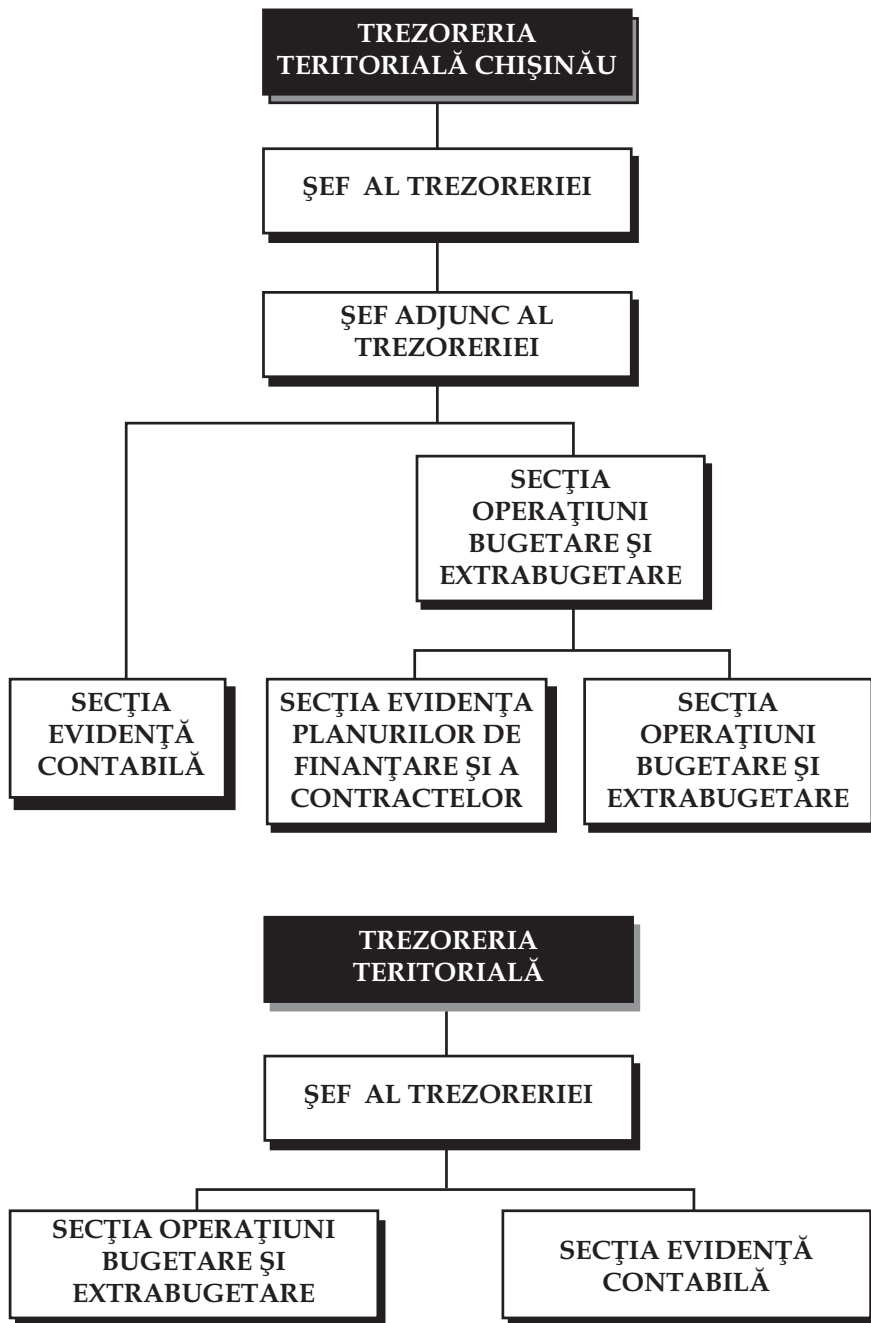 TREZORERIA
TERITORIALĂ CHIŞINĂU
ŞEF AL TREZORERIEI
ŞEF ADJUNC AL
TREZORERIEI
SECŢIA
OPERAŢIUNI
BUGETARE ŞI
EXTRABUGETARE
SECŢIA
EVIDENŢĂ
CONTABILĂ
SECŢIA EVIDENŢA
PLANURILOR DE
FINANŢARE ŞI A
CONTRACTELOR
SECŢIA
OPERAŢIUNI
BUGETARE ŞI
EXTRABUGETARE
TREZORERIA
TERITORIALĂ
ŞEF AL TREZORERIEI
SECŢIA OPERAŢIUNI
BUGETARE ŞI
EXTRABUGETARE
SECŢIA EVIDENŢĂ
CONTABILĂ